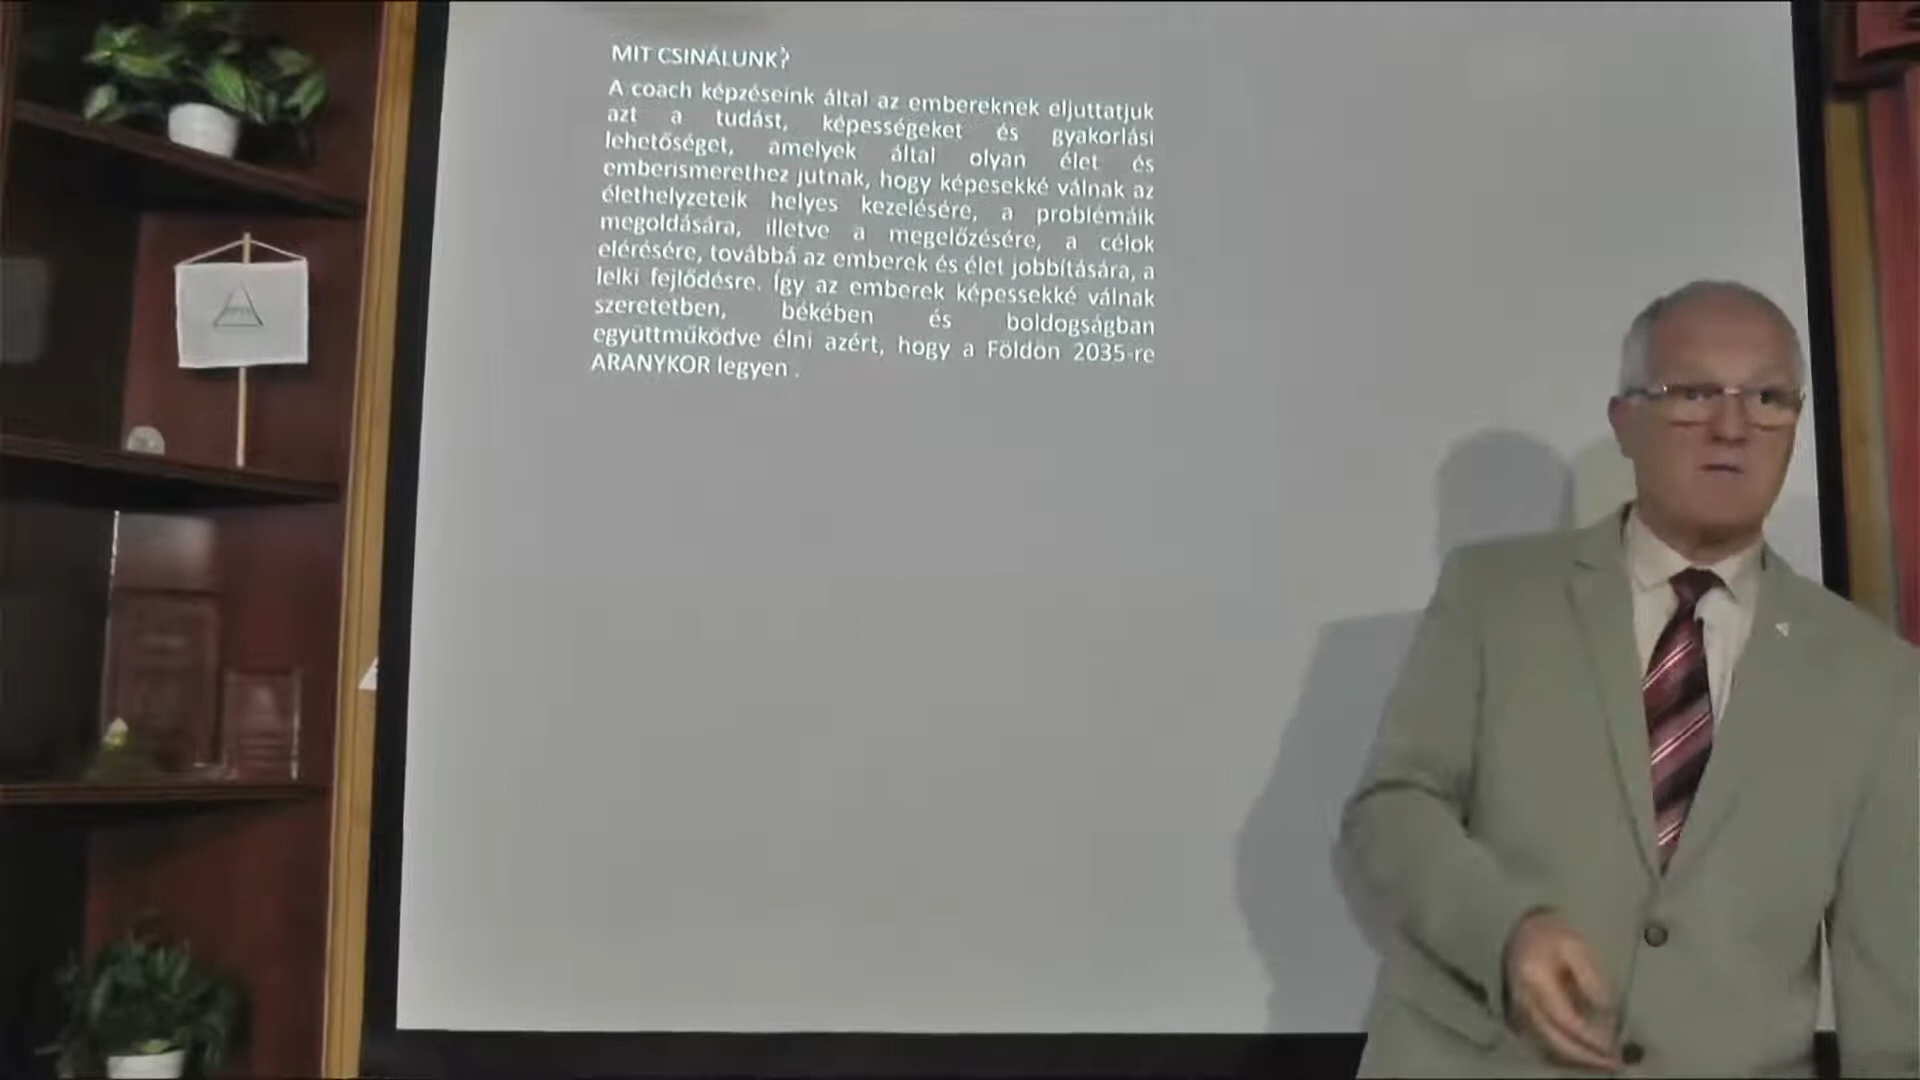 MIT CSINÁLUNK?
A coach képzéseink által az embereknek eljuttatjuk
azt a tudást, képességeket és gyakorlási
lehetőséget, amelyek által olyan élet és
emberismerethez jutnak, hogy képesekké válnak az
élethelyzeteik helyes kezelésére, a problémáik
megoldására, illetve a megelőzésére, a célok
elérésére, továbbá az emberek és élet jobbítására, a
lelki fejlődésre. Így az emberek képessekké válnak
szeretetben, békében és boldogságban
együttműködve élni azért, hogy a Földön 2035-re
ARANYKOR legyen .